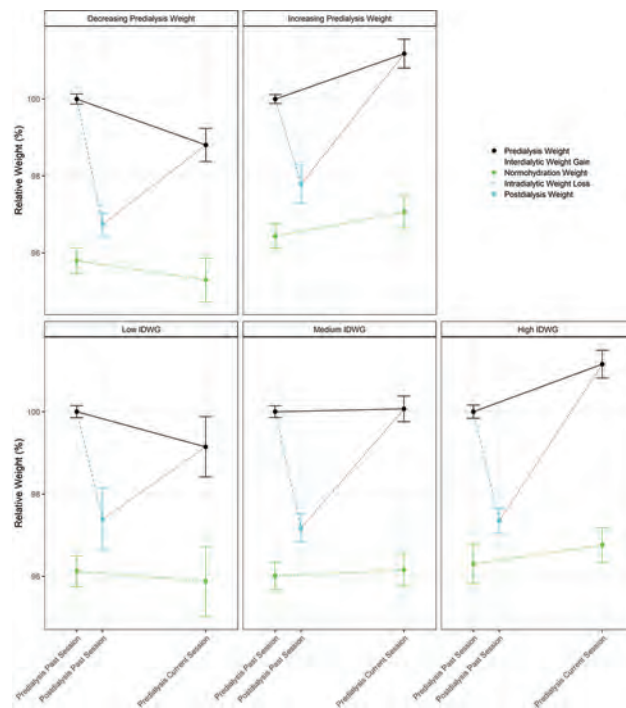 Decreasing Predialysis Weight
Increasing Predialysis Weight
100
98
96
Relative Weight (%)
Predialysis Weight
Interdialytic Weight Gain
Normohydration Weight
Intradialytic Weight Loss
Postdialysis Weight
Low IDWG
Medium IDWG
High IDWG
100
98
96
Relative Weight (%)
Predialysis Past Session
Postdialysis Past Session
Predialysis Current Session
Predialysis Past Session
Postdialysis Past Session
Predialysis Current Session
Predialysis Past Session
Postdialysis Past Session
Predialysis Current Session